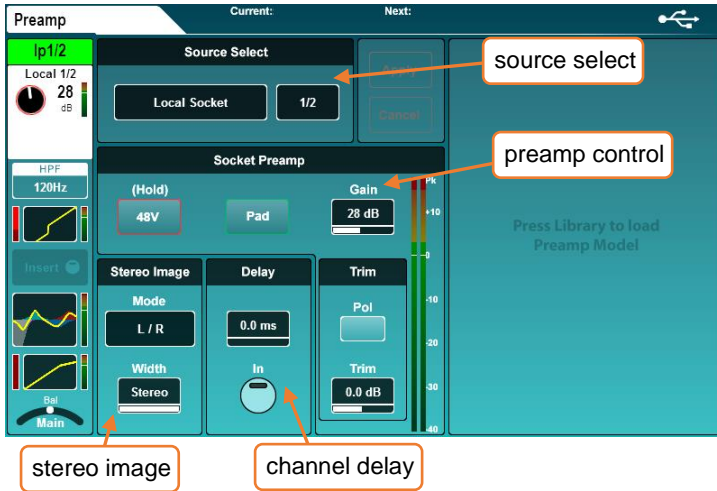 Preamp
Current:
Next:
Ip1/2
Local 1/2
28
dB
HPF
120Hz
Insert
Bal
Main
Source Select
Local Socket
1/2
Apply
Cancel
source select
Socket Preamp
preamp control
(Hold)
48V
Pad
Gain
28 dB
Pk
+10
0
-10
-20
-30
-40
Press Library to load
Preamp Model
Stereo Image
Mode
L / R
Width
Stereo
Delay
0.0 ms
In
Trim
Pol
Trim
0.0 dB
stereo image
channel delay